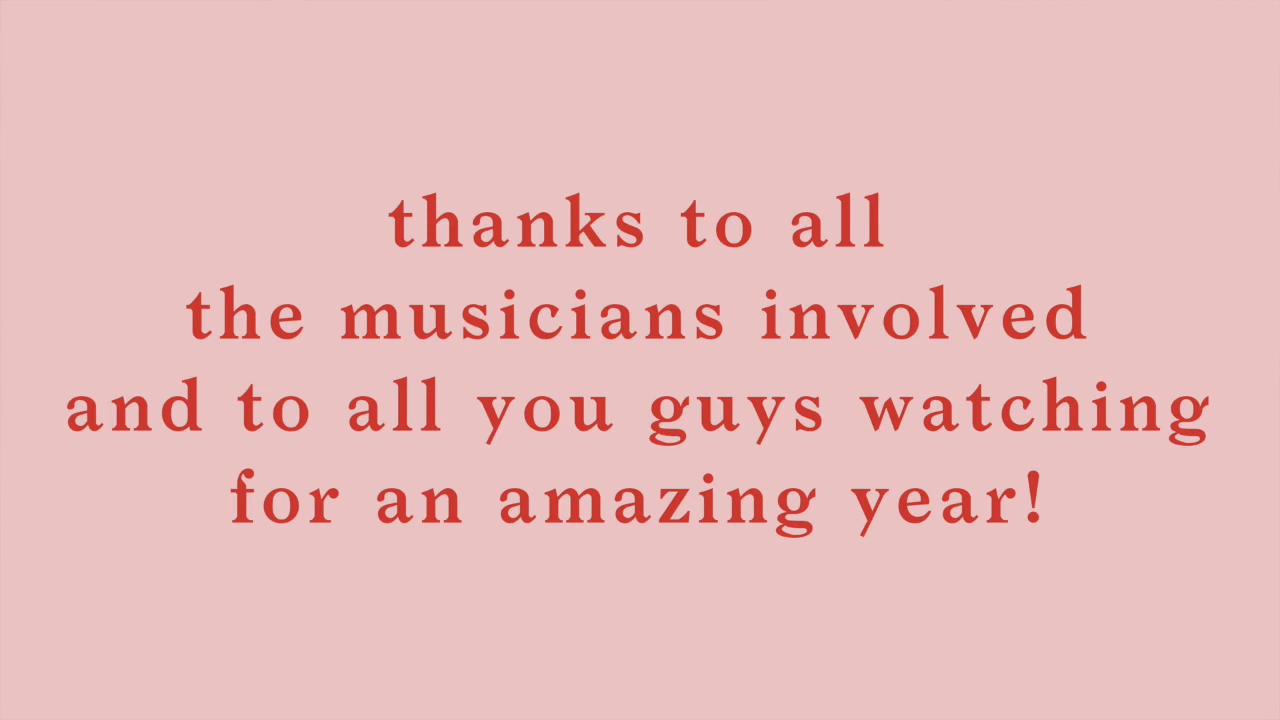 thanks to all
the musicians involved
and to all you guys watching
for an amazing year!